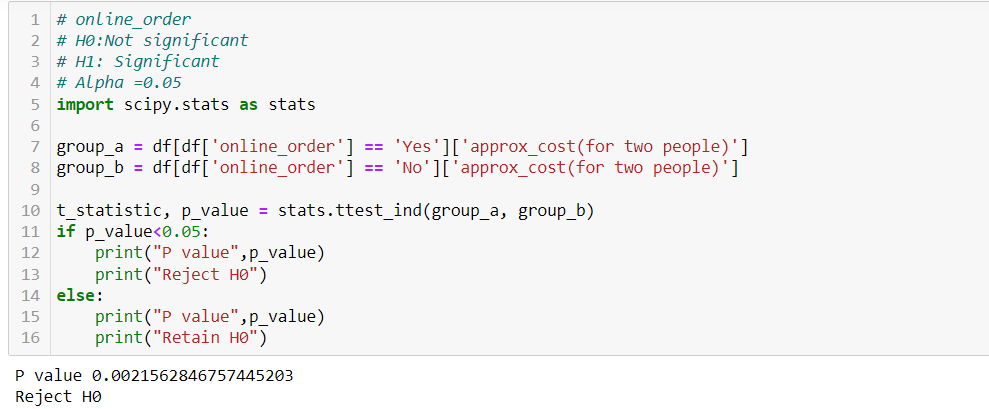 1 # online_order
2 # H0:Not significant
3 # H1: Significant
4 # Alpha =0.05
5 import scipy.stats as stats
6
7 group_a = df[df['online_order'] == 'Yes']['approx_cost(for two people)']
8 group_b = df[df['online_order'] == 'No']['approx_cost(for two people)']
9
10 t_statistic, p_value = stats.ttest_ind(group_a, group_b)
11 if p_value<0.05:
12     print("P value",p_value)
13     print("Reject H0")
14 else:
15     print("P value",p_value)
16     print("Retain H0")
P value 0.0021562846757445203
Reject H0